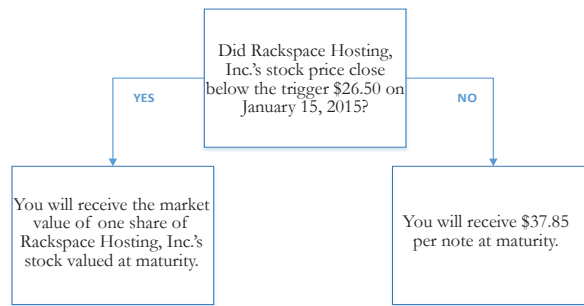 Did Rackspace Hosting,
Inc.'s stock price close
below the trigger $26.50 on
January 15, 2015?
YES
NO
You will receive the market
value of one share of
Rackspace Hosting, Inc.'s
stock valued at maturity.
You will receive $37.85
per note at maturity.